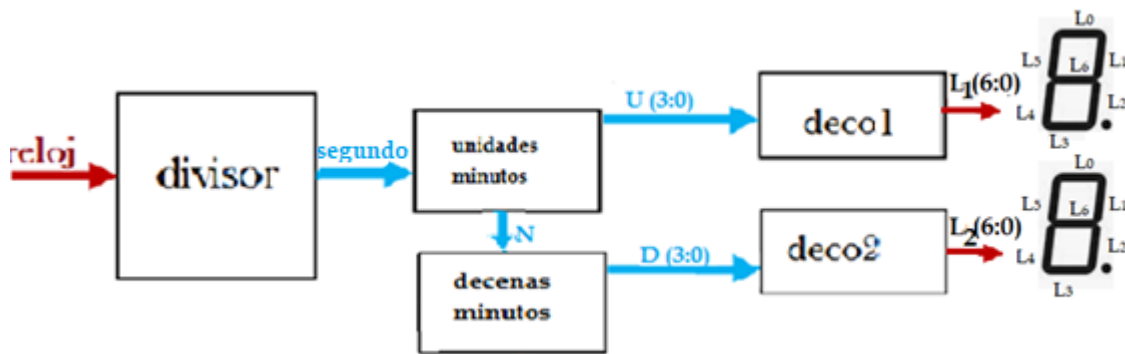 reloj
divisor
segundo
unidades
minutos
N
decenas
minutos
U (3:0)
D (3:0)
deco1
deco2
L1(6:0)
L2(6:0)
L0
L5
L6
L1
L4
L2
L3
L0
L5
L6
L1
L4
L2
L3